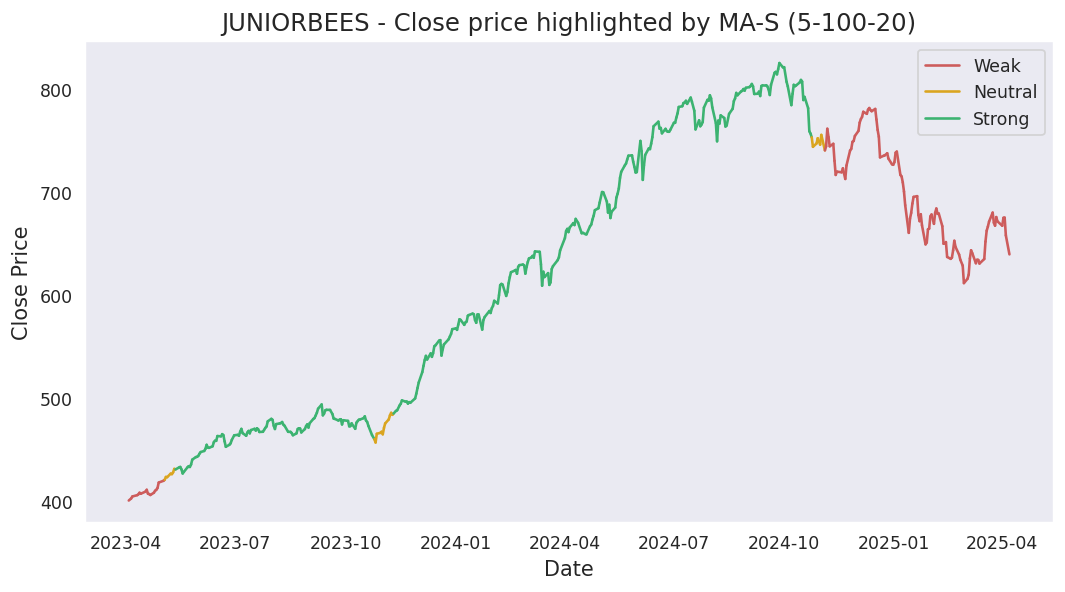 JUNIORBEES - Close price highlighted by MA-S (5-100-20)
Weak
Neutral
Strong
Close Price
800
700
600
500
400
2023-04 2023-07 2023-10 2024-01 2024-04 2024-07 2024-10 2025-01 2025-04
Date